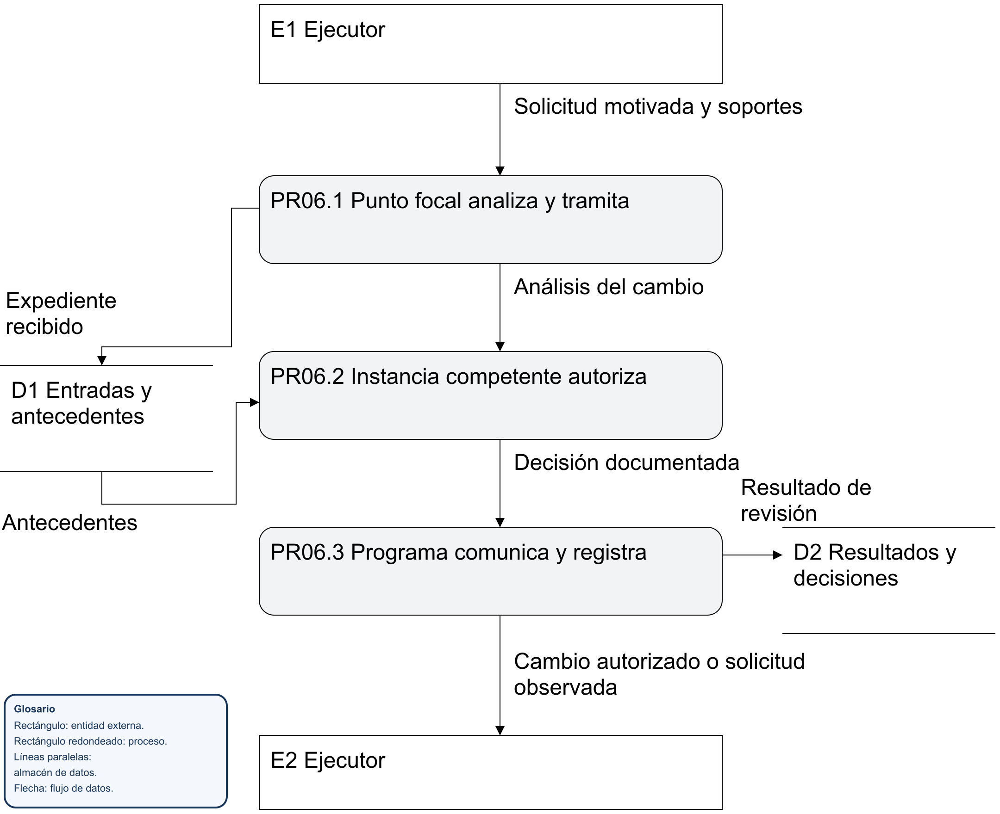 E1 Ejecutor
Solicitud motivada y soportes
PR06.1 Punto focal analiza y tramita
Análisis del cambio
Expediente
recibido
PR06.2 Instancia competente autoriza
D1 Entradas y
antecedentes
Decisión documentada
Resultado de
revisión
Antecedentes
PR06.3 Programa comunica y registra
D2 Resultados y
decisiones
Cambio autorizado o solicitud
observada
Glosario
Rectángulo: entidad externa.
Rectángulo redondeado: proceso.
Líneas paralelas:
almacén de datos.
Flecha: flujo de datos.
E2 Ejecutor